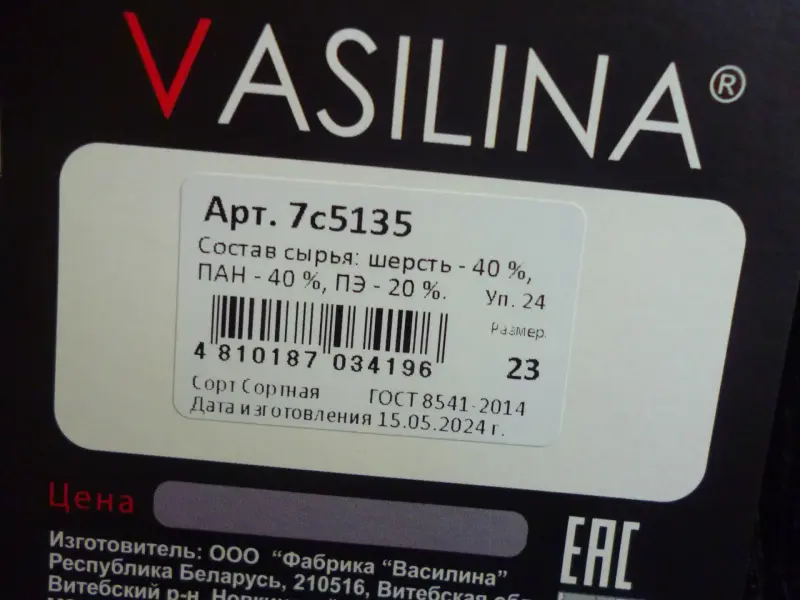 VASILINA®
Арт. 7с5135
Состав сырья: шерсть - 40 %,
ПАН - 40 %, ПЭ - 20 %.
Уп. 24
Размер
4 810187 034196
23
Сорт Сортная ГОСТ 8541-2014
Дата изготовления 15.05.2024 г.
Цена
EAC
Изготовитель: ООО "Фабрика "Василина"
Республика Беларусь, 210516, Витебская
Витебский р-н,